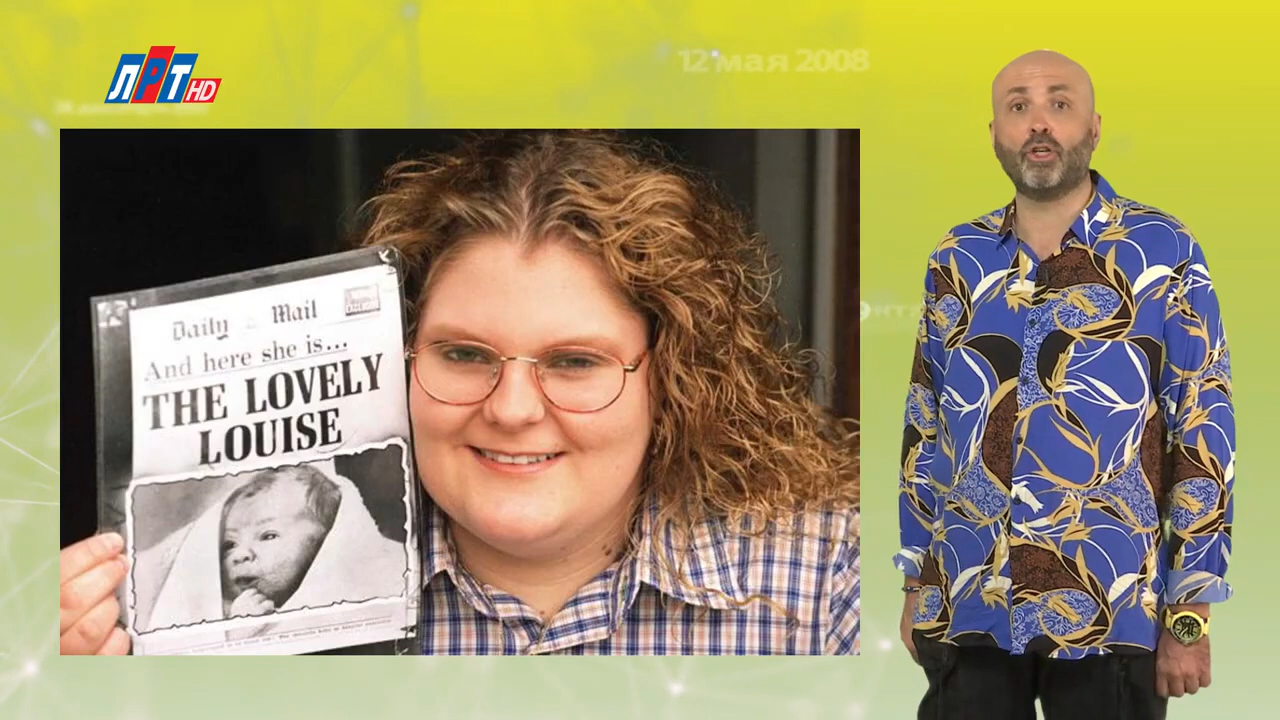 ЛРТ HD
12 мая 2008
Daily Mail
And here she is...
THE LOVELY
LOUISE